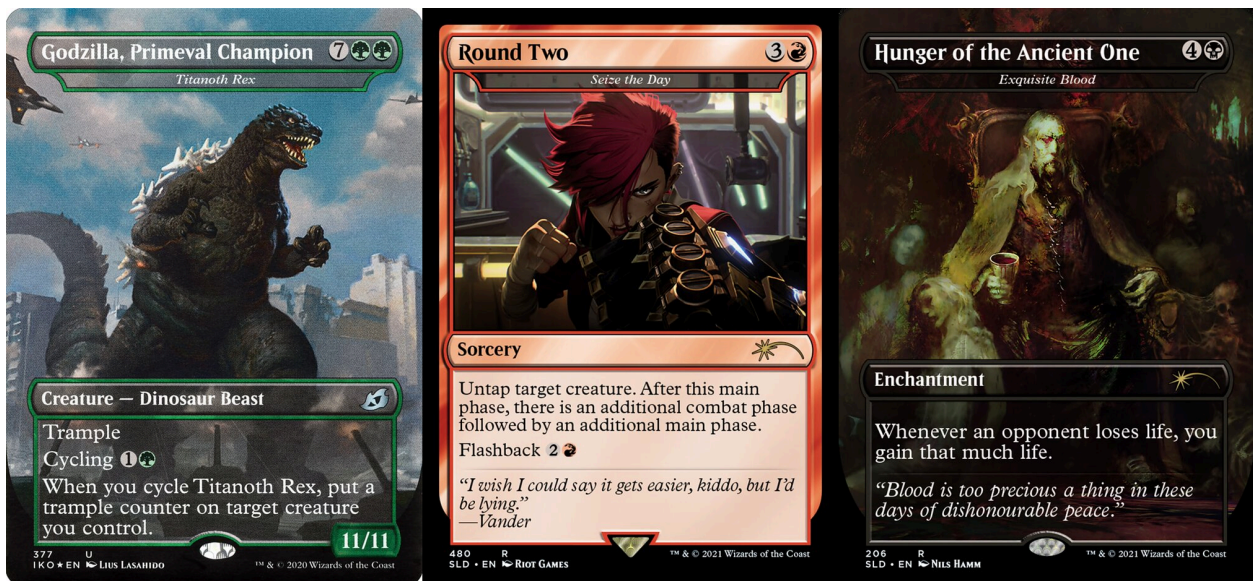 Godzilla, Primeval Champion 7
Titanoth Rex
Creature — Dinosaur Beast
Trample
Cycling 1
When you cycle Titanoth Rex, put a
trample counter on target creature
you control.
11/11
377 U
IKO★EN Lius Lasahido
™ & © 2020 Wizards of the Coast
Round Two 3
Seize the Day
Sorcery
Untap target creature. After this main
phase, there is an additional combat phase
followed by an additional main phase.
Flashback 2
“I wish I could say it gets easier, kiddo, but I’d
be lying.”
—Vander
480 R
SLD • EN Riot Games
™ & © 2021 Wizards of the Coast
Hunger of the Ancient One 4
Exquisite Blood
Enchantment
Whenever an opponent loses life, you
gain that much life.
“Blood is too precious a thing in these
days of dishonourable peace.”
206 R
SLD • EN Nils Hamm
™ & © 2021 Wizards of the Coast